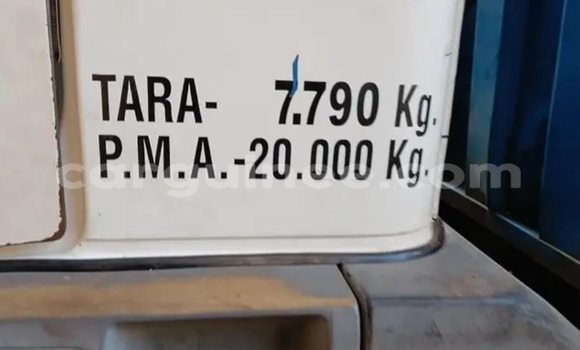 TARA- 7.790 Kg.
P.M.A.-20.000 Kg.
carguinee.com